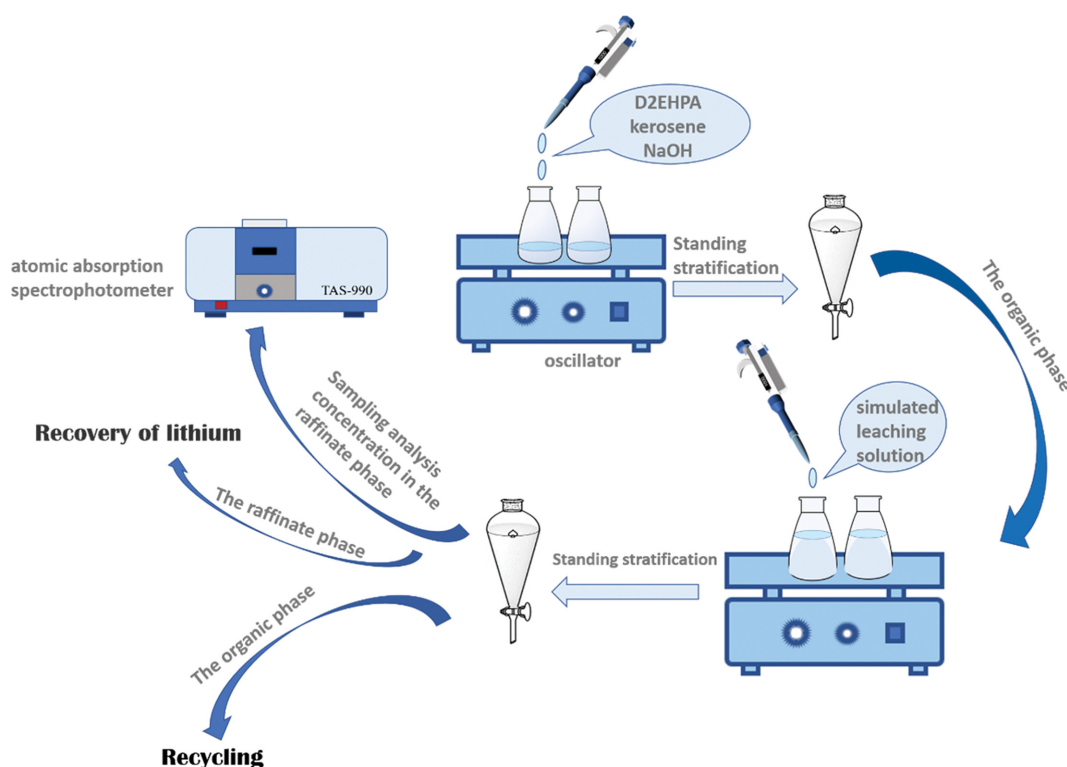 D2EHPA
kerosene
NaOH
atomic absorption
spectrophotometer
TAS-990
Standing
stratification
oscillator
The organic phase
simulated
leaching
solution
Sampling analysis
concentration in the
raffinate phase
Recovery of lithium
The raffinate phase
Standing stratification
The organic phase
Recycling